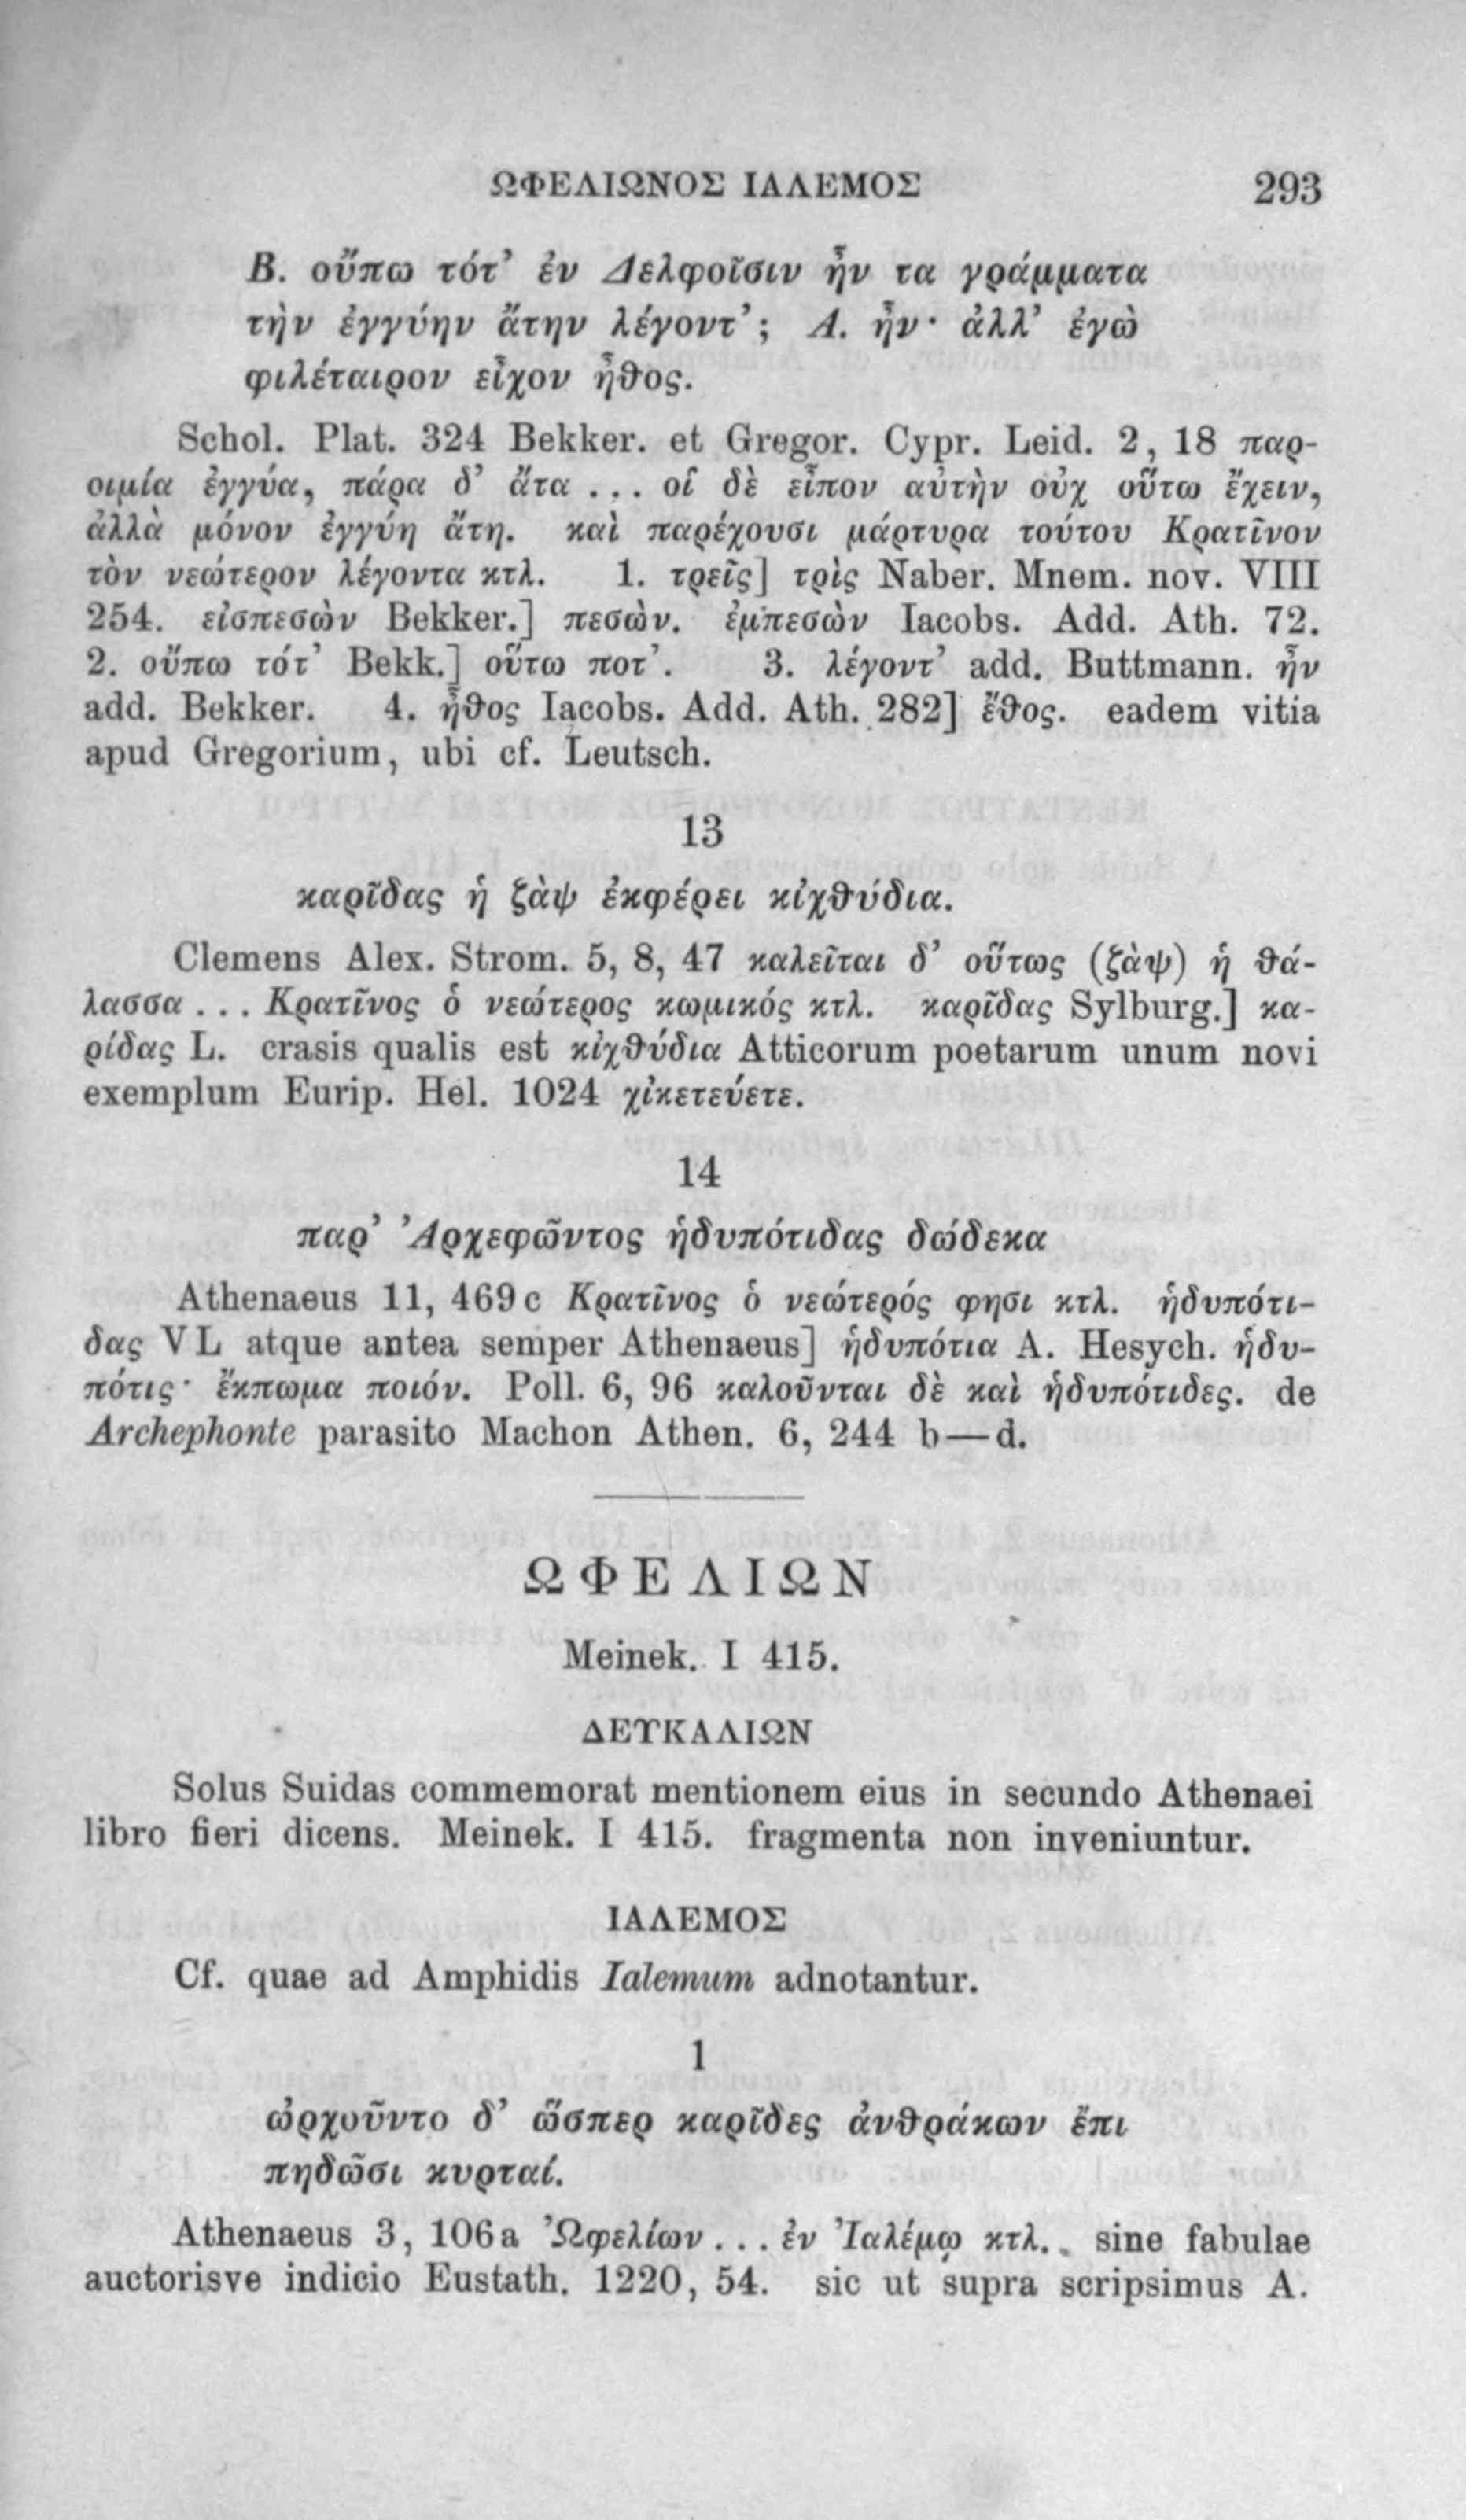 ΩΦΕΛΙΩΝΟΣ ΙΑΛΕΜΟΣ 293
Β. οὔπω τότ’ ἐν Δελφοῖσιν ἦν τα γράμματα
τὴν ἐγγύην ἄτην λέγοντ’; Α. ἦν· ἀλλ’ ἐγὼ
φιλέταιρον εἶχον ἦθος.
Schol. Plat. 324 Bekker. et Gregor. Cypr. Leid. 2, 18 παρ-
οιμία ἐγγύα, πάρα δ’ ἄτα ... οἱ δὲ εἶπον αὐτὴν οὐχ οὕτω ἔχειν,
ἀλλὰ μόνον ἐγγύη ἄτη. καὶ παρέχουσι μάρτυρα τούτου Κρατῖνον
τὸν νεώτερον λέγοντα κτλ. 1. τρεῖς] τρὶς Naber. Mnem. nov. VIII
254. εἰσπεσὼν Bekker.] πεσὼν. ἐμπεσὼν Iacobs. Add. Ath. 72.
2. οὔπω τότ’ Bekk.] οὕτω ποτ’. 3. λέγοντ’ add. Buttmann. ἦν
add. Bekker. 4. ἦθος Iacobs. Add. Ath. 282] ἔθος. eadem vitia
apud Gregorium, ubi cf. Leutsch.
13
καρῖδας ἡ ζὰψ ἐκφέρει κἰχθύδια.
Clemens Alex. Strom. 5, 8, 47 καλεῖται δ’ οὕτως (ζὰψ) ἡ θά-
λασσα ... Κρατῖνος ὁ νεώτερος κωμικός κτλ. καρῖδας Sylburg.] κα-
ρίδας L. crasis qualis est κἰχθύδια Atticorum poetarum unum novi
exemplum Eurip. Hel. 1024 χἰκετεύετε.
14
παρ’ Ἀρχεφῶντος ἡδυπότιδας δώδεκα
Athenaeus 11, 469 c Κρατῖνος ὁ νεώτερός φησι κτλ. ἡδυπότι-
δας VL atque antea semper Athenaeus] ἡδυπότια A. Hesych. ἡδυ-
πότις· ἔκπωμα ποιόν. Poll. 6, 96 καλοῦνται δὲ καὶ ἡδυπότιδες. de
Archephonte parasito Machon Athen. 6, 244 b—d.
ΩΦΕΛΙΩΝ
Meinek. I 415.
ΔΕΥΚΑΛΙΩΝ
Solus Suidas commemorat mentionem eius in secundo Athenaei
libro fieri dicens. Meinek. I 415. fragmenta non inveniuntur.
ΙΑΛΕΜΟΣ
Cf. quae ad Amphidis Ialemum adnotantur.
1
ὠρχοῦντο δ’ ὥσπερ καρῖδες ἀνθράκων ἔπι
πηδῶσι κυρταί.
Athenaeus 3, 106 a Ὠφελίων ... ἐν Ἰαλέμῳ κτλ.. sine fabulae
auctorisve indicio Eustath. 1220, 54. sic ut supra scripsimus A.